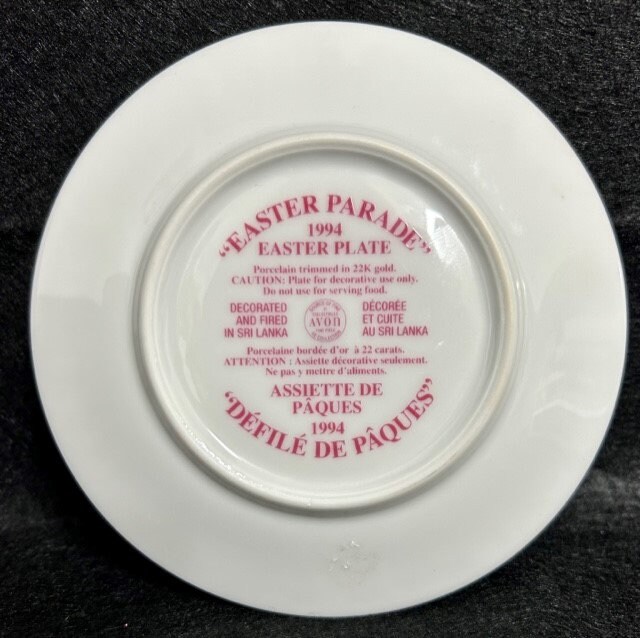 "EASTER PARADE"
1994
EASTER PLATE
Porcelain trimmed in 22K gold.
CAUTION: Plate for decorative use only.
Do not use for serving food.
DECORATED
AND FIRED
IN SRI LANKA
AVON
DÉCORÉE
ET CUITE
AU SRI LANKA
Porcelaine bordée d'or à 22 carats.
ATTENTION : Assiette décorative seulement.
Ne pas y mettre d'aliments.
ASSIETTE DE
PÂQUES
1994
"DÉFILÉ DE PÂQUES"